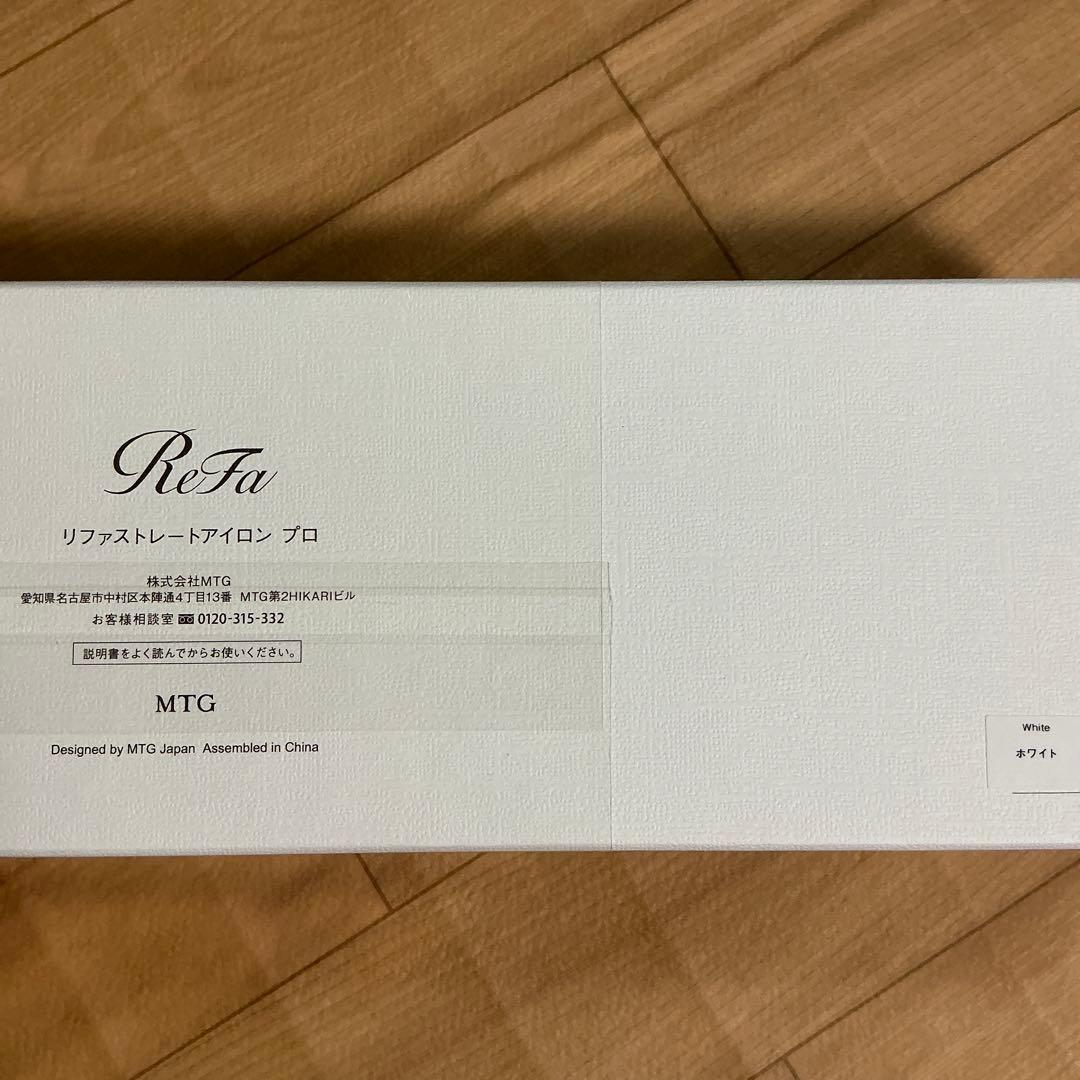 ReFa
リファストレートアイロン プロ
株式会社MTG
愛知県名古屋市中村区本陣通4丁目13番 MTG第2HIKARIビル
お客様相談室 0120-315-332
説明書をよく読んでからお使いください。
MTG
Designed by MTG Japan Assembled in China
White
ホワイト